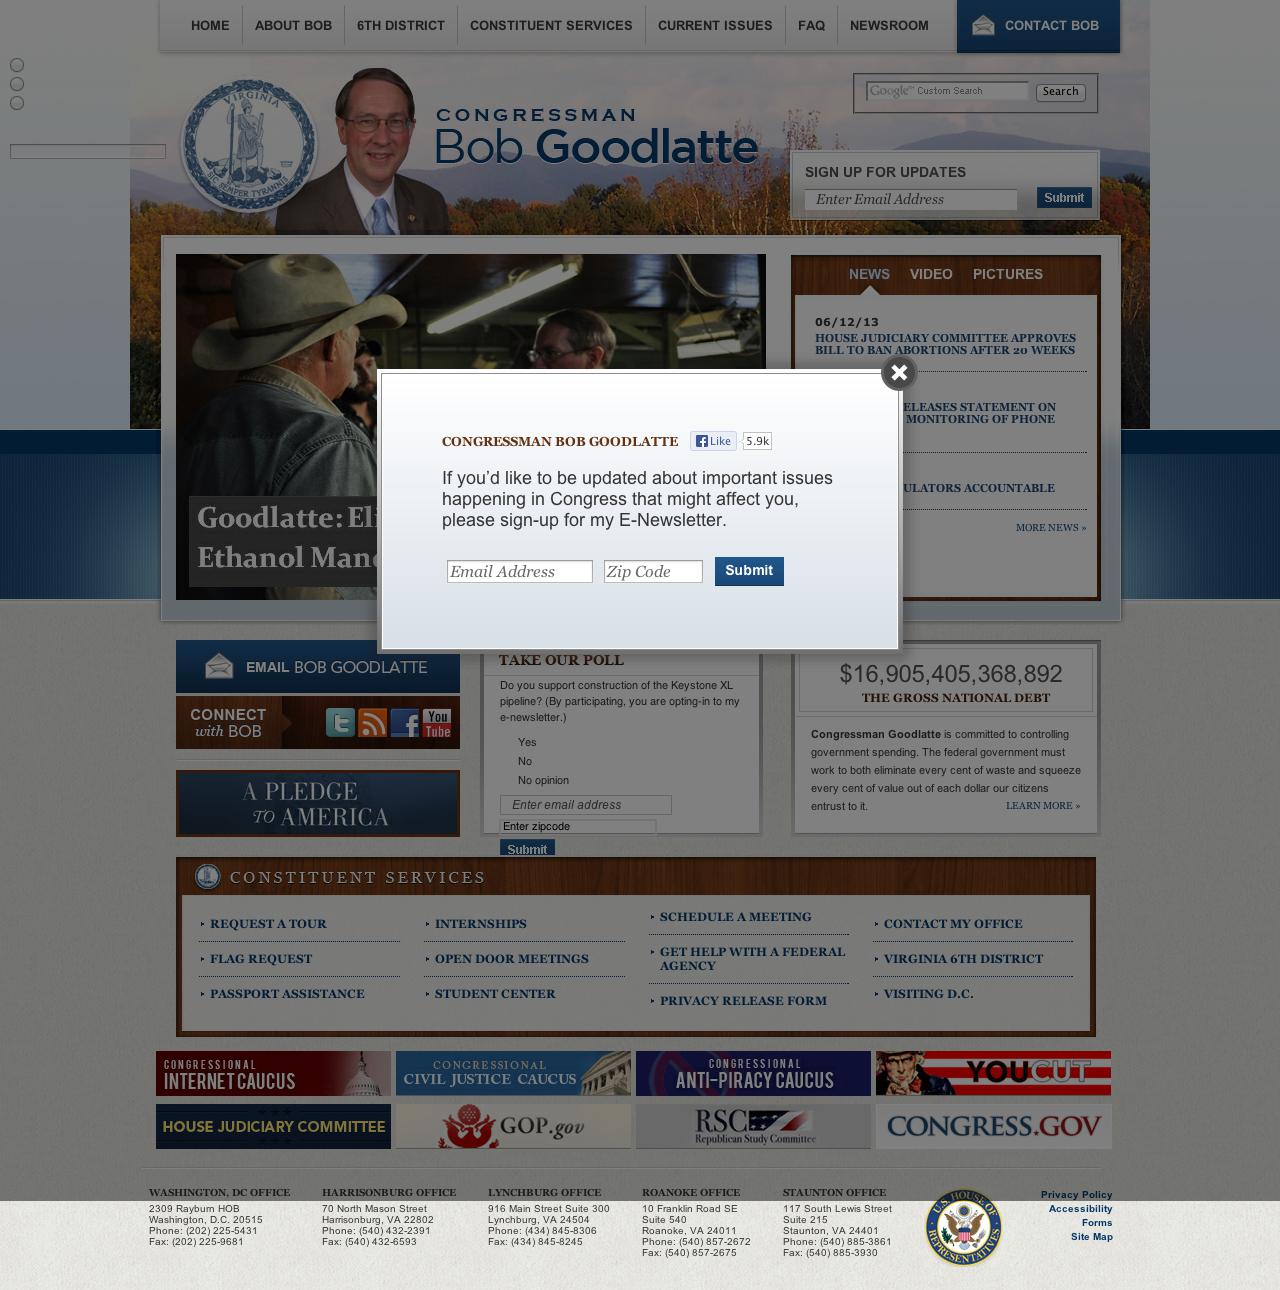 HOME ABOUT BOB 6TH DISTRICT CONSTITUENT SERVICES CURRENT ISSUES FAQ NEWSROOM CONTACT BOB
VIRGINIA
SIC SEMPER TYRANNIS
CONGRESSMAN
Bob Goodlatte
Google™ Custom Search Search
SIGN UP FOR UPDATES
Enter Email Address Submit
NEWS VIDEO PICTURES
06/12/13
HOUSE JUDICIARY COMMITTEE APPROVES
BILL TO BAN ABORTIONS AFTER 20 WEEKS
ELEASES STATEMENT ON
MONITORING OF PHONE
ULATORS ACCOUNTABLE
MORE NEWS »
Goodlatte: Eli
Ethanol Man
CONGRESSMAN BOB GOODLATTE Like 5.9k
If you'd like to be updated about important issues
happening in Congress that might affect you,
please sign-up for my E-Newsletter.
Email Address Zip Code Submit
EMAIL BOB GOODLATTE
CONNECT
with BOB
You
Tube
A PLEDGE
TO AMERICA
TAKE OUR POLL
Do you support construction of the Keystone XL
pipeline? (By participating, you are opting-in to my
e-newsletter.)
Yes
No
No opinion
Enter email address
Enter zipcode
Submit
$16,905,405,368,892
THE GROSS NATIONAL DEBT
Congressman Goodlatte is committed to controlling
government spending. The federal government must
work to both eliminate every cent of waste and squeeze
every cent of value out of each dollar our citizens
entrust to it. LEARN MORE »
CONSTITUENT SERVICES
REQUEST A TOUR
FLAG REQUEST
PASSPORT ASSISTANCE
INTERNSHIPS
OPEN DOOR MEETINGS
STUDENT CENTER
SCHEDULE A MEETING
GET HELP WITH A FEDERAL
AGENCY
PRIVACY RELEASE FORM
CONTACT MY OFFICE
VIRGINIA 6TH DISTRICT
VISITING D.C.
CONGRESSIONAL
INTERNET CAUCUS
CONGRESSIONAL
CIVIL JUSTICE CAUCUS
CONGRESSIONAL
ANTI-PIRACY CAUCUS
YOUCUT
HOUSE JUDICIARY COMMITTEE
GOP.gov
RSC
Republican Study Committee
CONGRESS.GOV
WASHINGTON, DC OFFICE
2309 Rayburn HOB
Washington, D.C. 20515
Phone: (202) 225-5431
Fax: (202) 225-9681
HARRISONBURG OFFICE
70 North Mason Street
Harrisonburg, VA 22802
Phone: (540) 432-2391
Fax: (540) 432-6593
LYNCHBURG OFFICE
916 Main Street Suite 300
Lynchburg, VA 24504
Phone: (434) 845-8306
Fax: (434) 845-8245
ROANOKE OFFICE
10 Franklin Road SE
Suite 540
Roanoke, VA 24011
Phone: (540) 857-2672
Fax: (540) 857-2675
STAUNTON OFFICE
117 South Lewis Street
Suite 215
Staunton, VA 24401
Phone: (540) 885-3861
Fax: (540) 885-3930
U.S. HOUSE OF
REPRESENTATIVES
Privacy Policy
Accessibility
Forms
Site Map